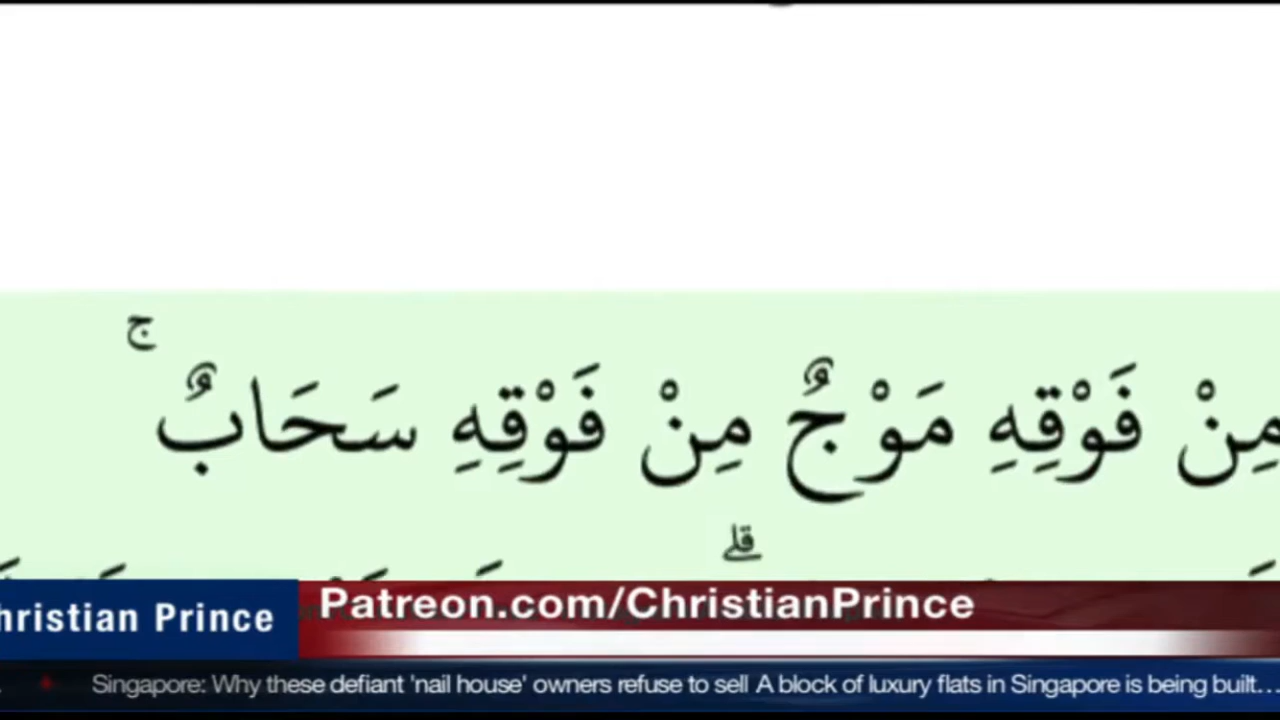 مِنْ فَوْقِهِ مَوْجٌ مِنْ فَوْقِهِ سَحَابٌ ۚ
ۗ
hristian Prince
Patreon.com/ChristianPrince
Singapore: Why these defiant 'nail house' owners refuse to sell A block of luxury flats in Singapore is being built...